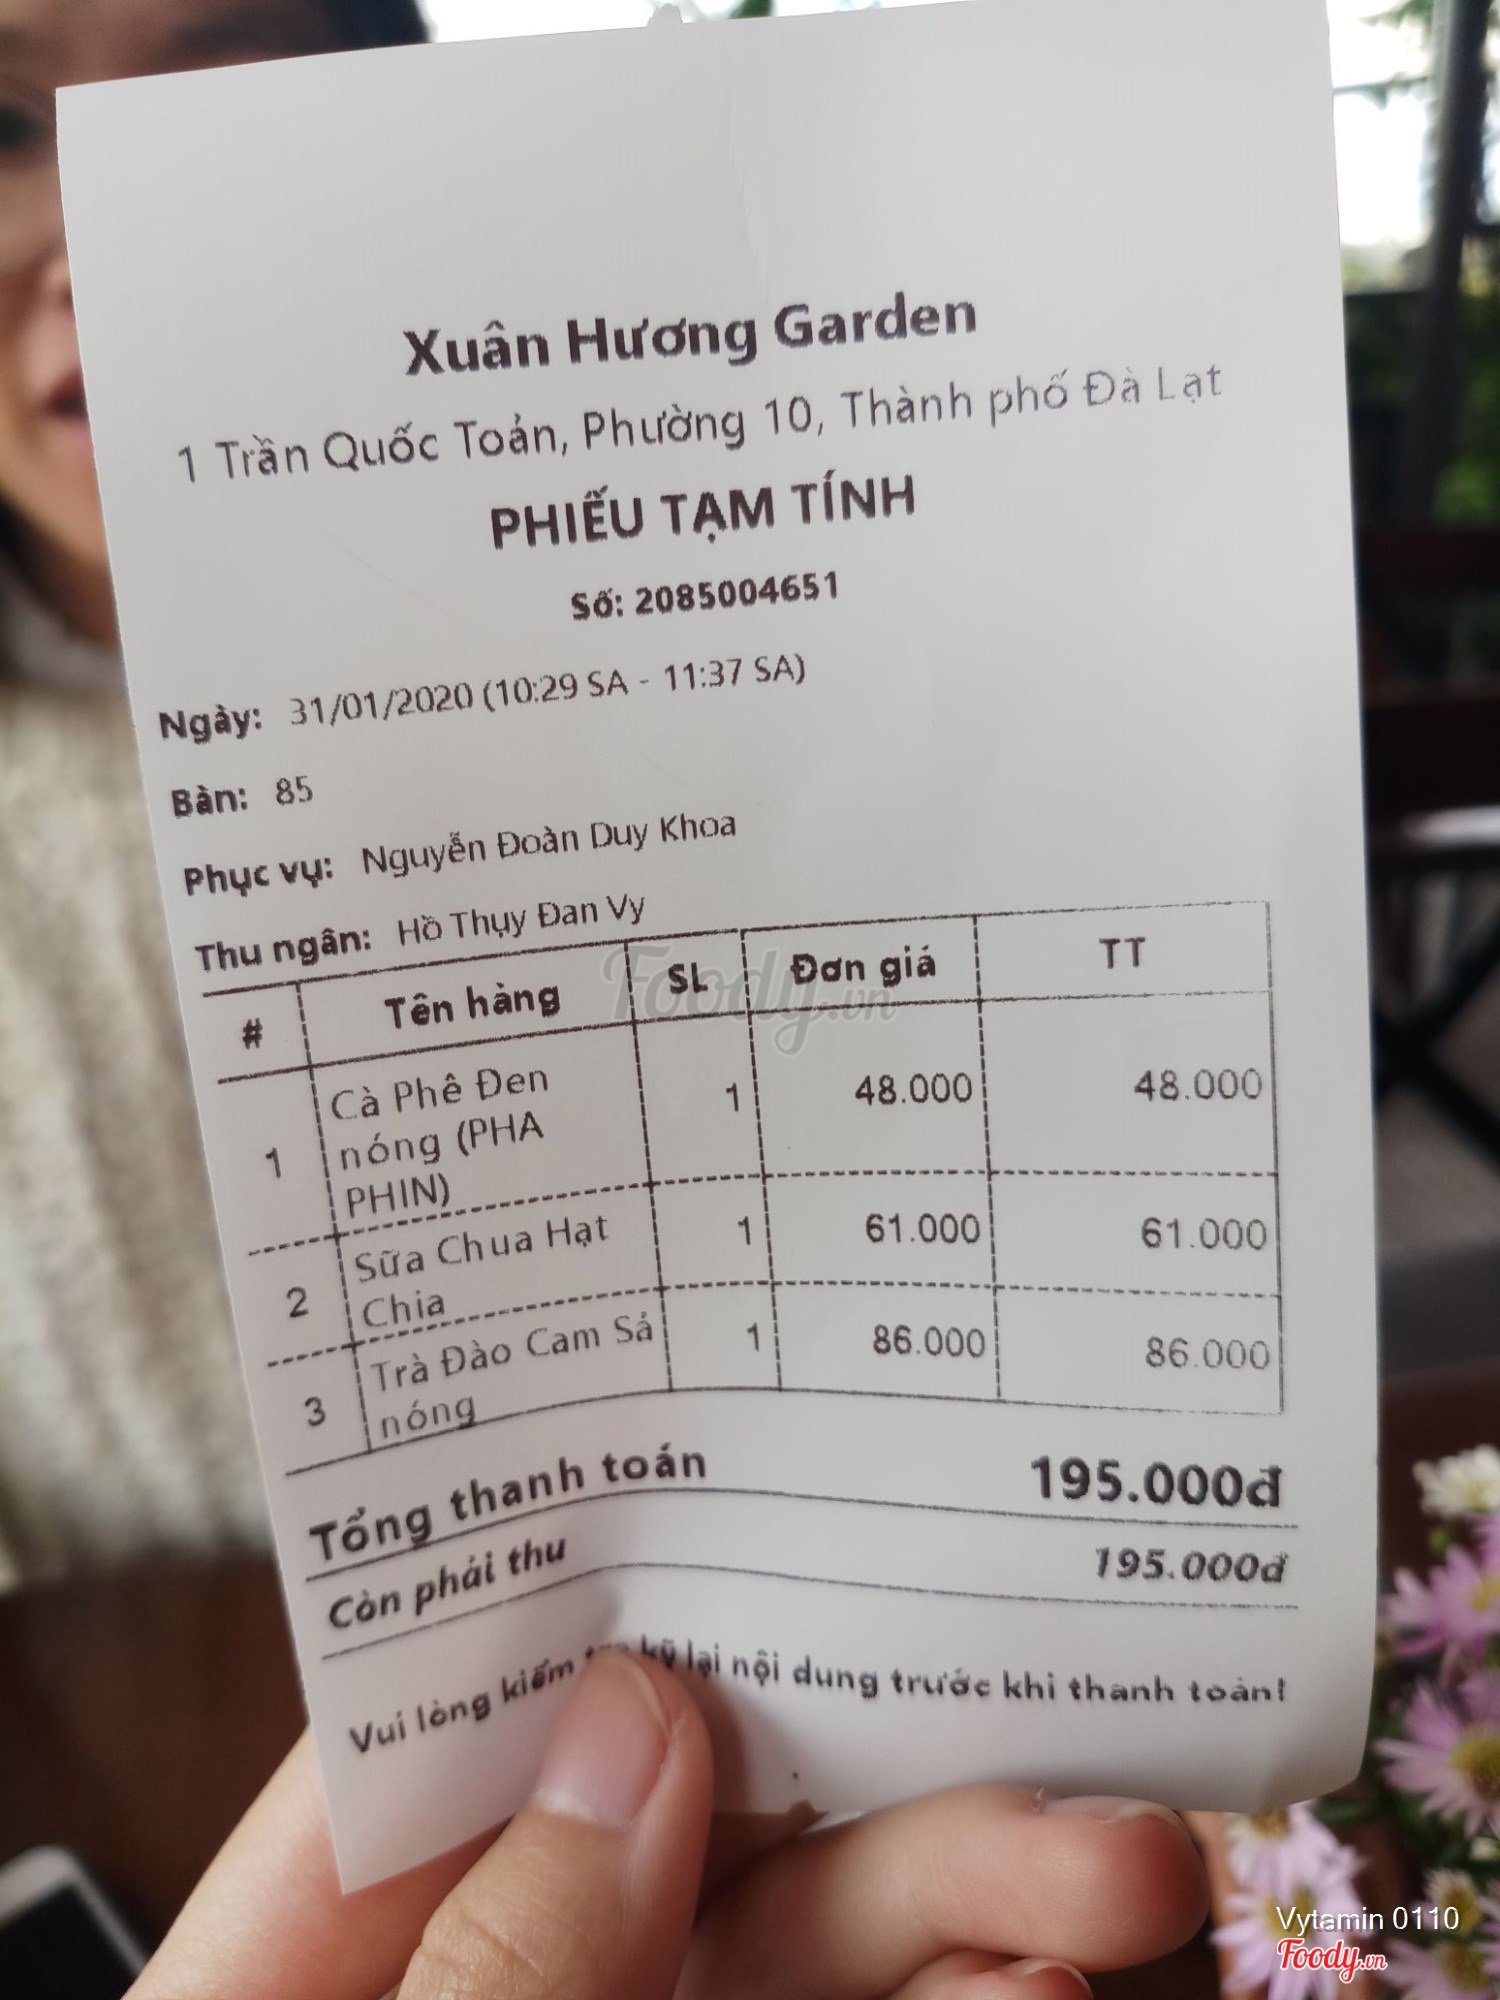 Xuân Hương Garden
1 Trần Quốc Toản, Phường 10, Thành phố Đà Lạt
PHIẾU TẠM TÍNH
Số: 2085004651
Ngày: 31/01/2020 (10:29 SA - 11:37 SA)
Bàn: 85
Phục vụ: Nguyễn Đoàn Duy Khoa
Thu ngân: Hồ Thụy Đan Vy
# Tên hàng SL Đơn giá TT
1 Cà Phê Đen nóng (PHA PHIN) 1 48.000 48.000
2 Sữa Chua Hạt Chia 1 61.000 61.000
3 Trà Đào Cam Sả nóng 1 86.000 86.000
Tổng thanh toán 195.000đ
Còn phải thu 195.000đ
Vui lòng kiểm tra kỹ lại nội dung trước khi thanh toán!
Foody.vn
Vytamin 0110
Foody.vn